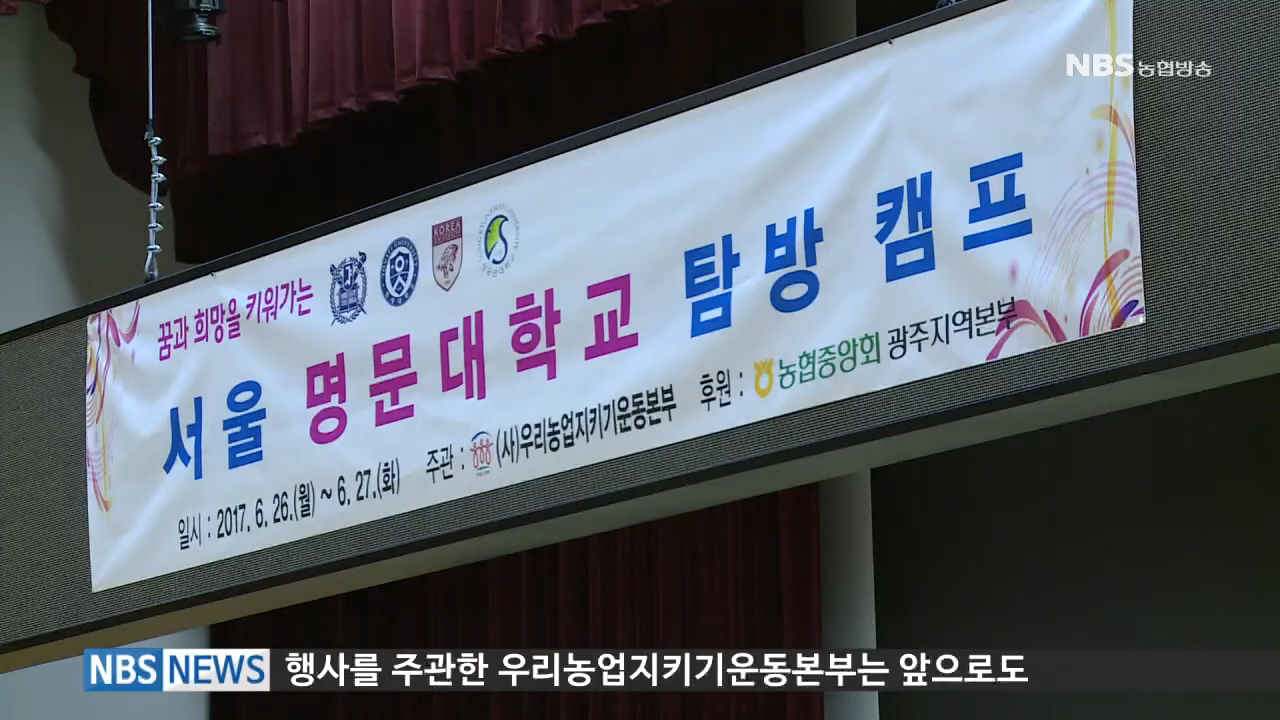 NBS농협방송
꿈과 희망을 키워가는
KOREA
서울 명문대학교 탐방 캠프
일시 : 2017. 6. 26.(월) ~ 6. 27.(화) 주관 : (사)우리농업지키기운동본부 후원 : 농협중앙회 광주지역본부
NBS NEWS 행사를 주관한 우리농업지키기운동본부는 앞으로도